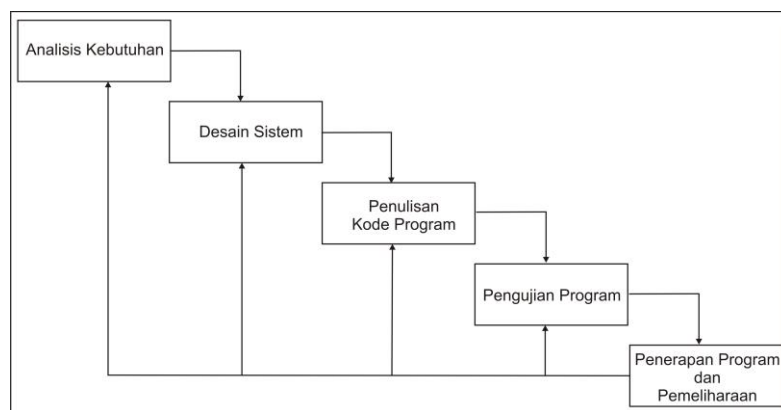 Analisis Kebutuhan
Desain Sistem
Penulisan
Kode Program
Pengujian Program
Penerapan Program
dan
Pemeliharaan